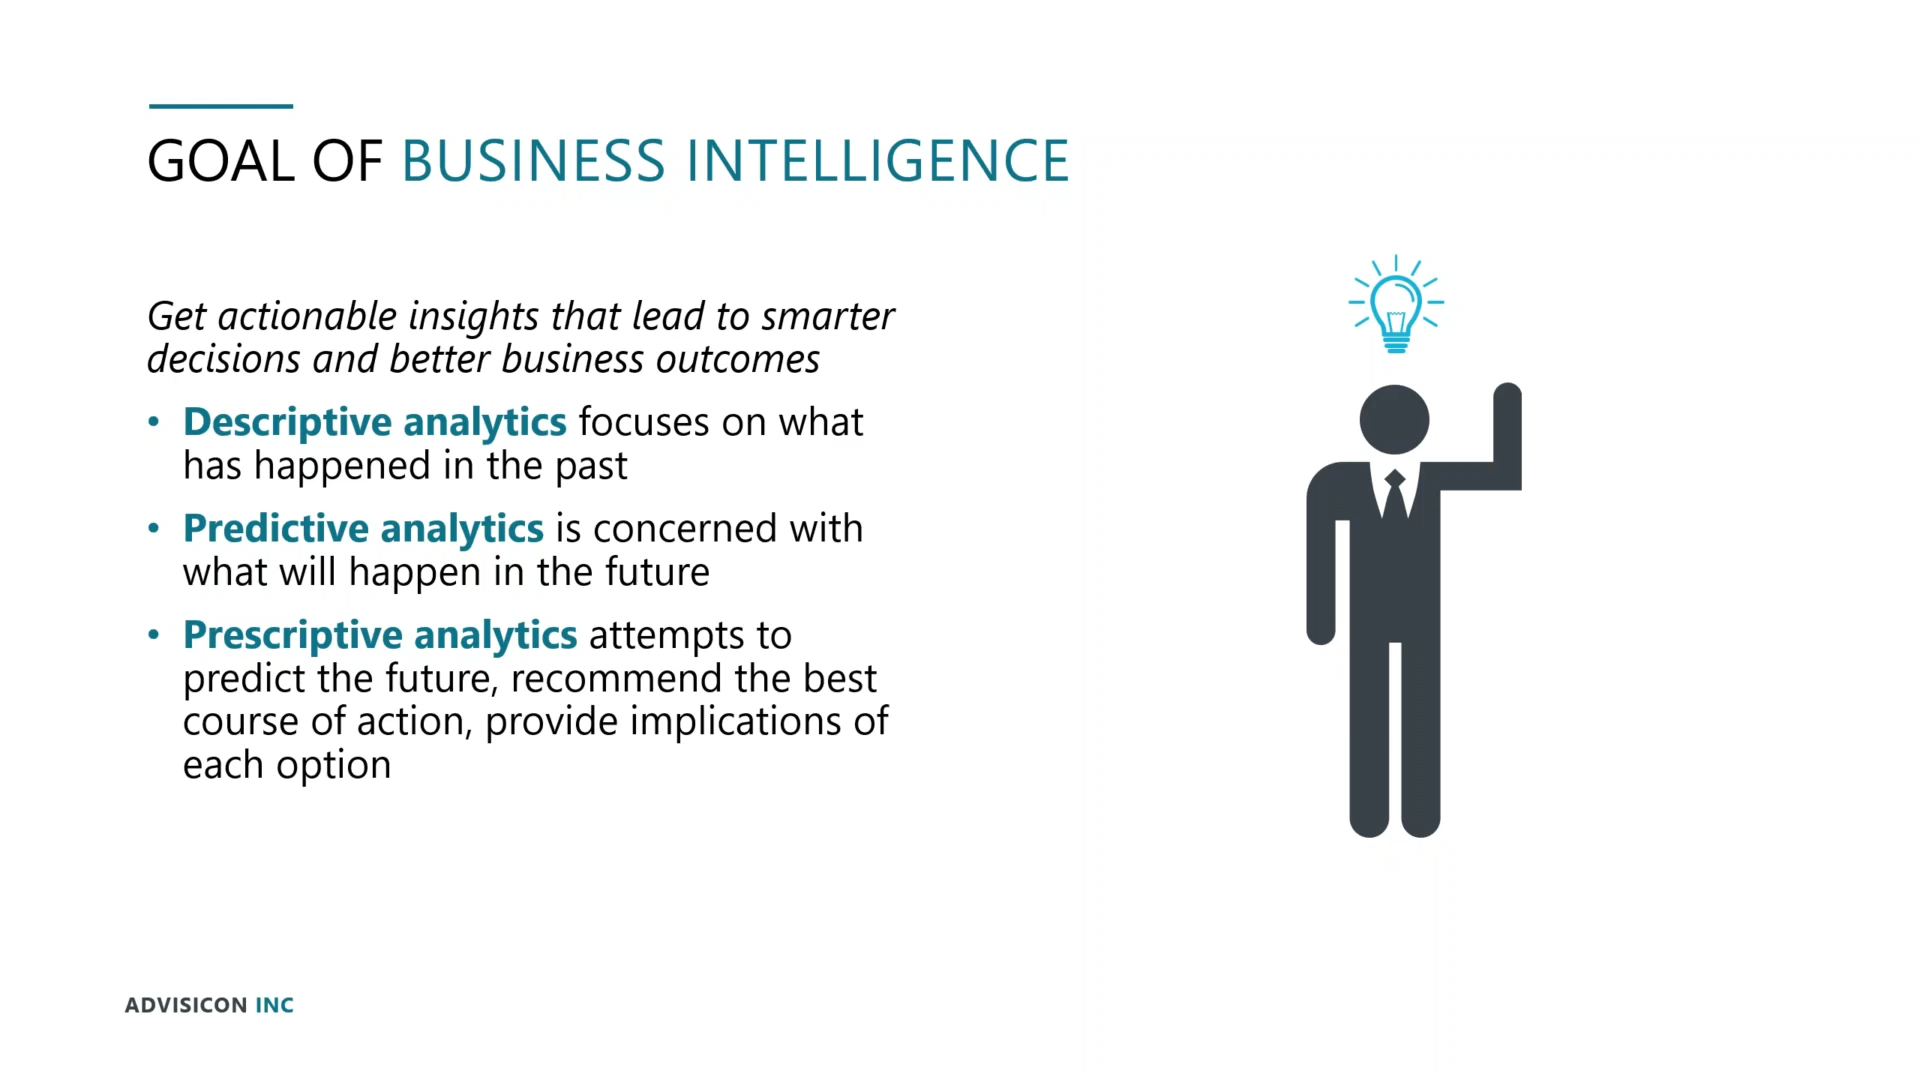 GOAL OF BUSINESS INTELLIGENCE
Get actionable insights that lead to smarter
decisions and better business outcomes
• Descriptive analytics focuses on what
has happened in the past
• Predictive analytics is concerned with
what will happen in the future
• Prescriptive analytics attempts to
predict the future, recommend the best
course of action, provide implications of
each option
ADVISICON INC